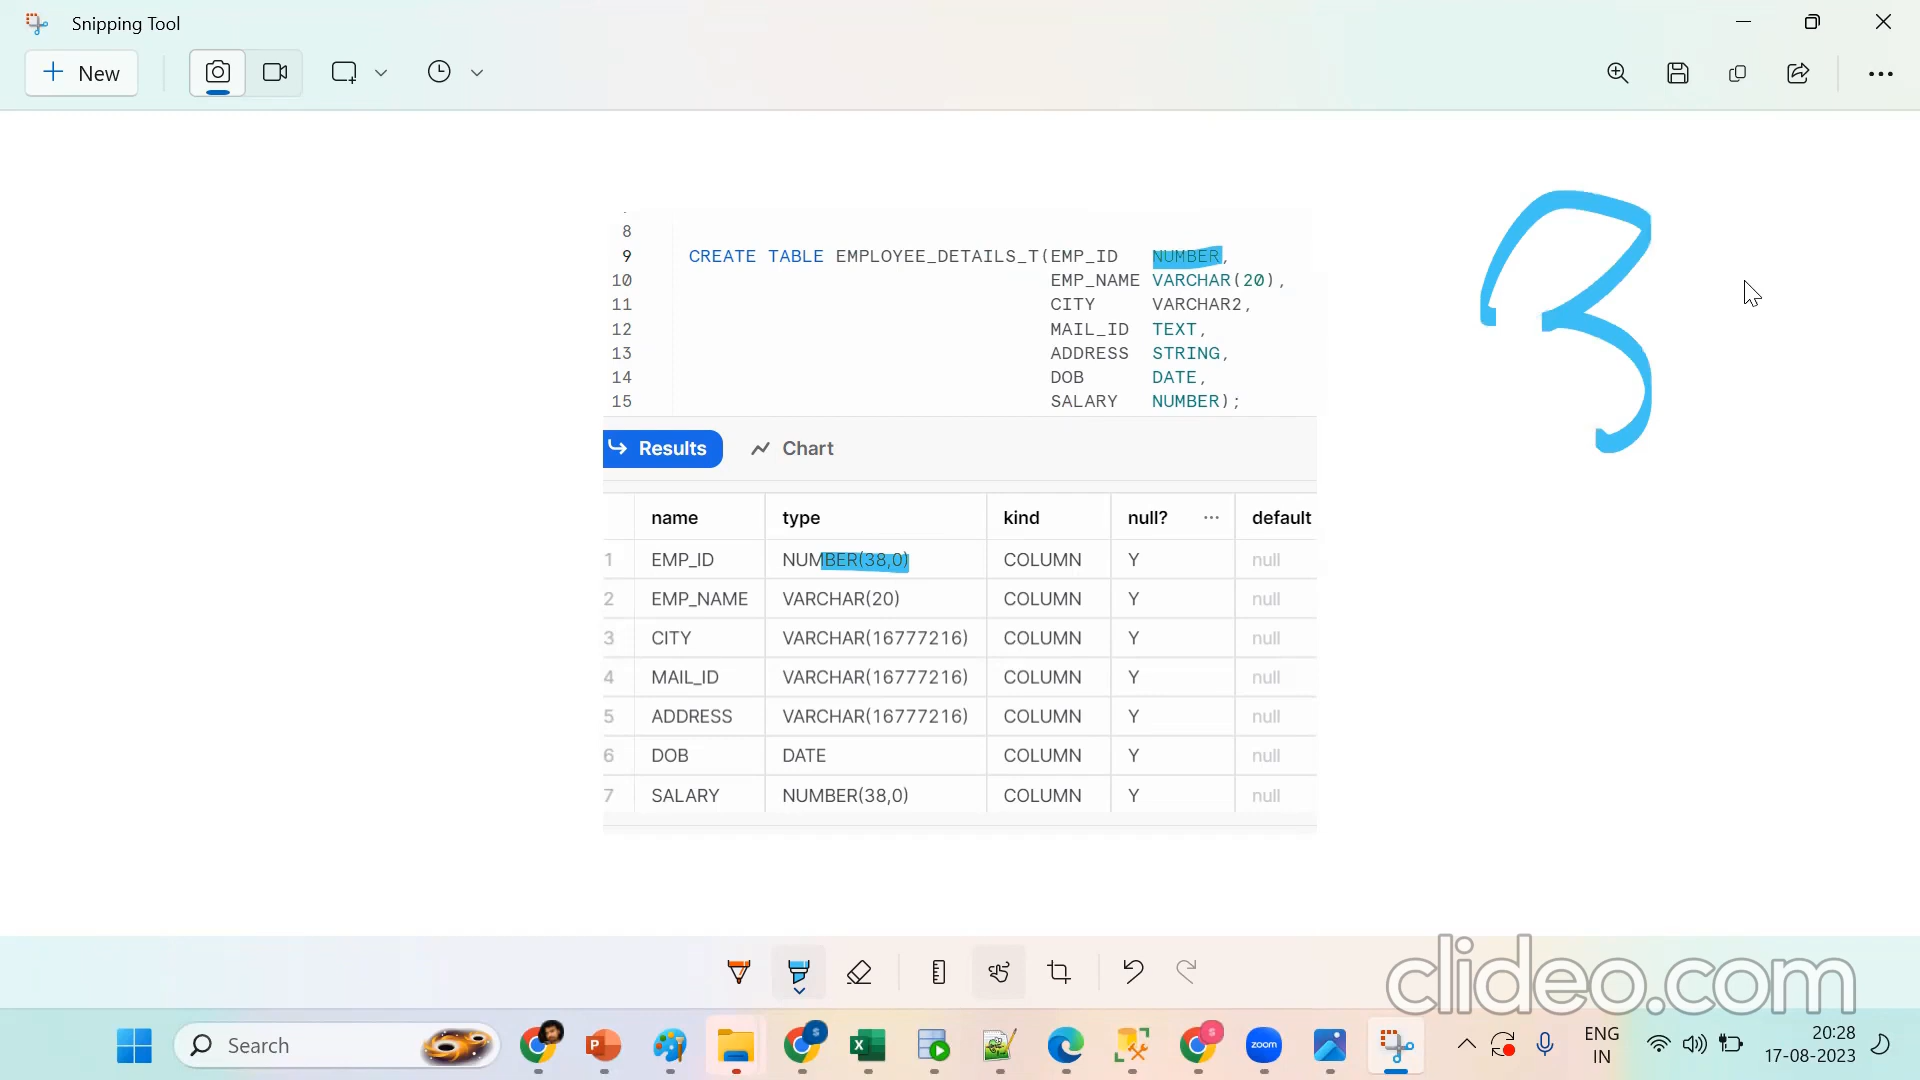 Snipping Tool
New
8
9 CREATE TABLE EMPLOYEE_DETAILS_T(EMP_ID NUMBER,
10 EMP_NAME VARCHAR(20),
11 CITY VARCHAR2,
12 MAIL_ID TEXT,
13 ADDRESS STRING,
14 DOB DATE,
15 SALARY NUMBER);
3
Results Chart
name type kind null? ... default
1 EMP_ID NUMBER(38,0) COLUMN Y null
2 EMP_NAME VARCHAR(20) COLUMN Y null
3 CITY VARCHAR(16777216) COLUMN Y null
4 MAIL_ID VARCHAR(16777216) COLUMN Y null
5 ADDRESS VARCHAR(16777216) COLUMN Y null
6 DOB DATE COLUMN Y null
7 SALARY NUMBER(38,0) COLUMN Y null
clideo.com
Search
S
P
X
S
zoom
ENG
IN
20:28
17-08-2023